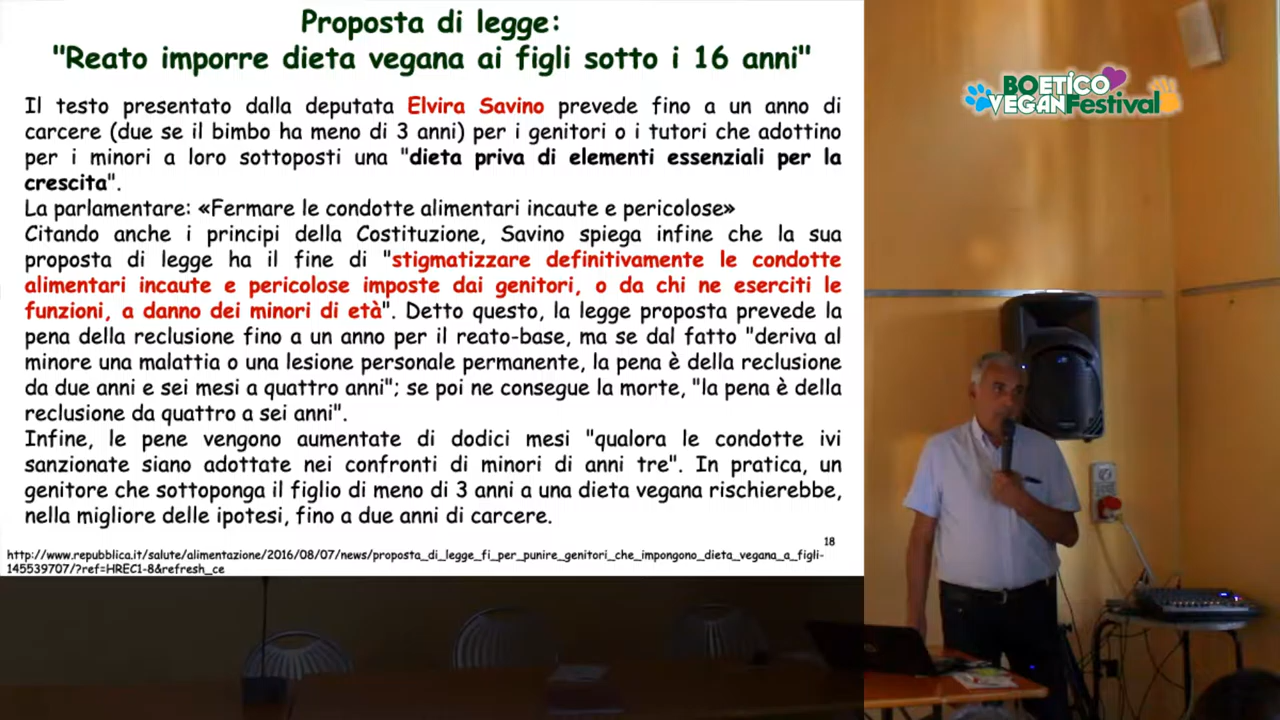 Proposta di legge:
"Reato imporre dieta vegana ai figli sotto i 16 anni"
Il testo presentato dalla deputata Elvira Savino prevede fino a un anno di
carcere (due se il bimbo ha meno di 3 anni) per i genitori o i tutori che adottino
per i minori a loro sottoposti una "dieta priva di elementi essenziali per la
crescita".
La parlamentare: «Fermare le condotte alimentari incaute e pericolose»
Citando anche i principi della Costituzione, Savino spiega infine che la sua
proposta di legge ha il fine di "stigmatizzare definitivamente le condotte
alimentari incaute e pericolose imposte dai genitori, o da chi ne eserciti le
funzioni, a danno dei minori di età". Detto questo, la legge proposta prevede la
pena della reclusione fino a un anno per il reato-base, ma se dal fatto "deriva al
minore una malattia o una lesione personale permanente, la pena è della reclusione
da due anni e sei mesi a quattro anni"; se poi ne consegue la morte, "la pena è della
reclusione da quattro a sei anni".
Infine, le pene vengono aumentate di dodici mesi "qualora le condotte ivi
sanzionate siano adottate nei confronti di minori di anni tre". In pratica, un
genitore che sottoponga il figlio di meno di 3 anni a una dieta vegana rischierebbe,
nella migliore delle ipotesi, fino a due anni di carcere.
18
http://www.repubblica.it/salute/alimentazione/2016/08/07/news/proposta_di_legge_fi_per_punire_genitori_che_impongono_dieta_vegana_a_figli-
145539707/?ref=HREC1-8&refresh_ce
BOETICO
VEGANFestival